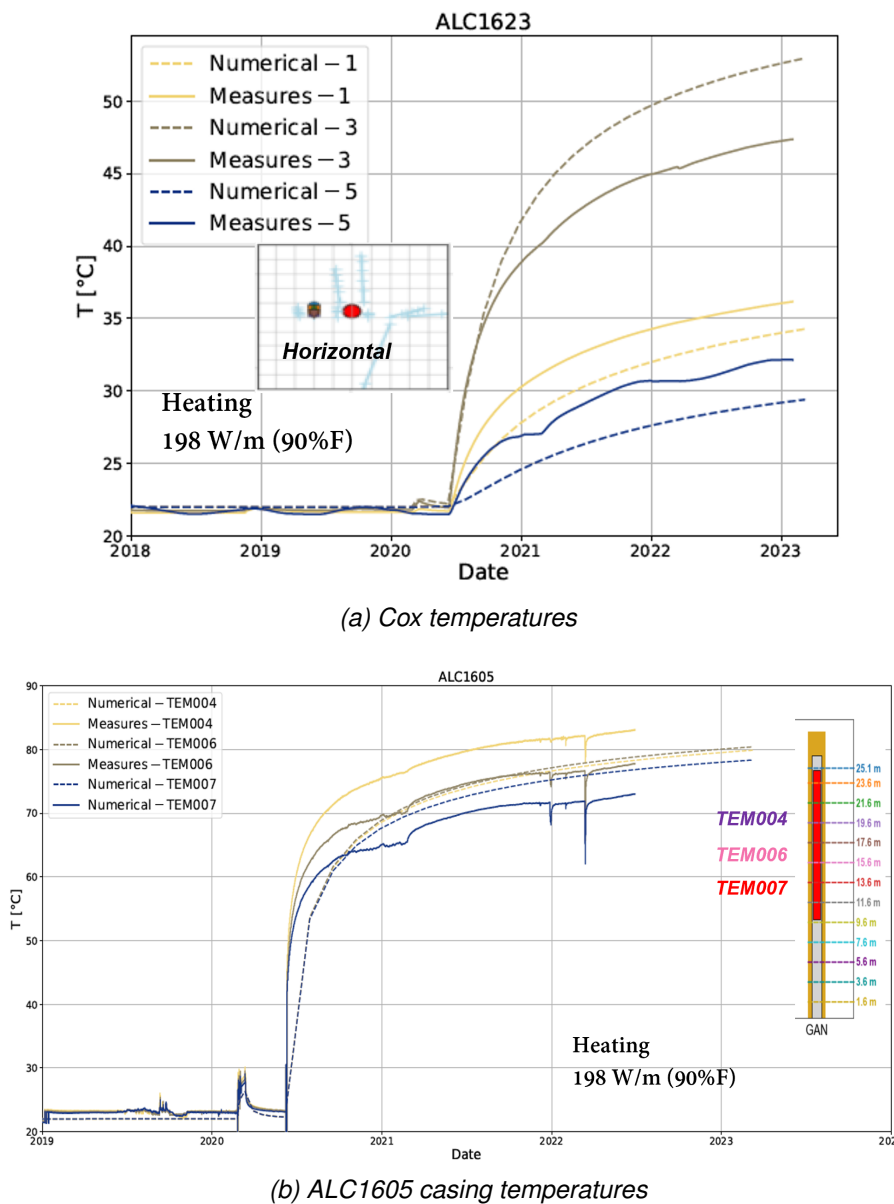 ALC1623
Numerical – 1
Measures – 1
Numerical – 3
Measures – 3
Numerical – 5
Measures – 5
50
45
40
35
30
25
20
T [°C]
Horizontal
Heating
198 W/m (90%F)
2018 2019 2020 2021 2022 2023
Date
(a) Cox temperatures
ALC1605
Numerical – TEM004
Measures – TEM004
Numerical – TEM006
Measures – TEM006
Numerical – TEM007
Numerical – TEM007
90
80
70
60
50
40
30
20
T [°C]
TEM004
TEM006
TEM007
25.1 m
23.6 m
21.6 m
19.6 m
17.6 m
15.6 m
13.6 m
11.6 m
9.6 m
7.6 m
5.6 m
3.6 m
1.6 m
GAN
Heating
198 W/m (90%F)
2019 2020 2021 2022 2023 202
Date
(b) ALC1605 casing temperatures